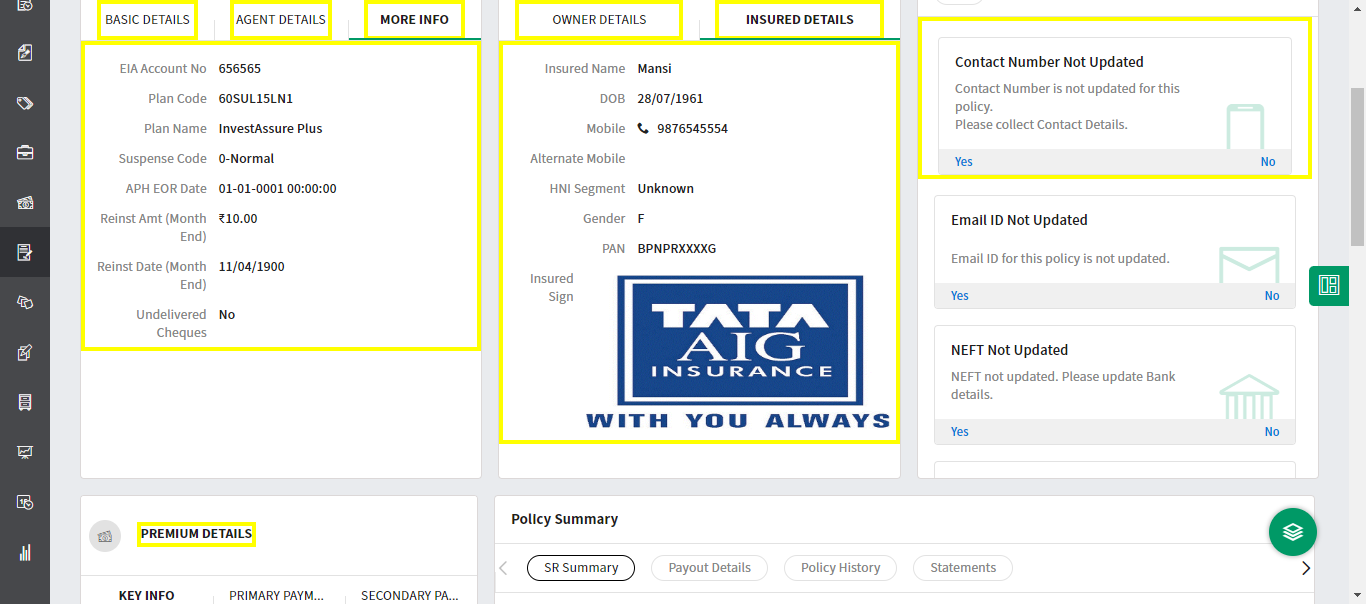 BASIC DETAILS
AGENT DETAILS
MORE INFO
EIA Account No 656565
Plan Code 60SUL15LN1
Plan Name InvestAssure Plus
Suspense Code 0-Normal
APH EOR Date 01-01-0001 00:00:00
Reinst Amt (Month ₹10.00
End)
Reinst Date (Month 11/04/1900
End)
Undelivered No
Cheques
OWNER DETAILS
INSURED DETAILS
Insured Name Mansi
DOB 28/07/1961
Mobile 9876545554
Alternate Mobile
HNI Segment Unknown
Gender F
PAN BPNPRXXXXG
Insured
Sign
TATA
AIG
INSURANCE
WITH YOU ALWAYS
Contact Number Not Updated
Contact Number is not updated for this
policy.
Please collect Contact Details.
Yes No
Email ID Not Updated
Email ID for this policy is not updated.
Yes No
NEFT Not Updated
NEFT not updated. Please update Bank
details.
Yes No
PREMIUM DETAILS
KEY INFO PRIMARY PAYM... SECONDARY PA...
Policy Summary
SR Summary Payout Details Policy History Statements